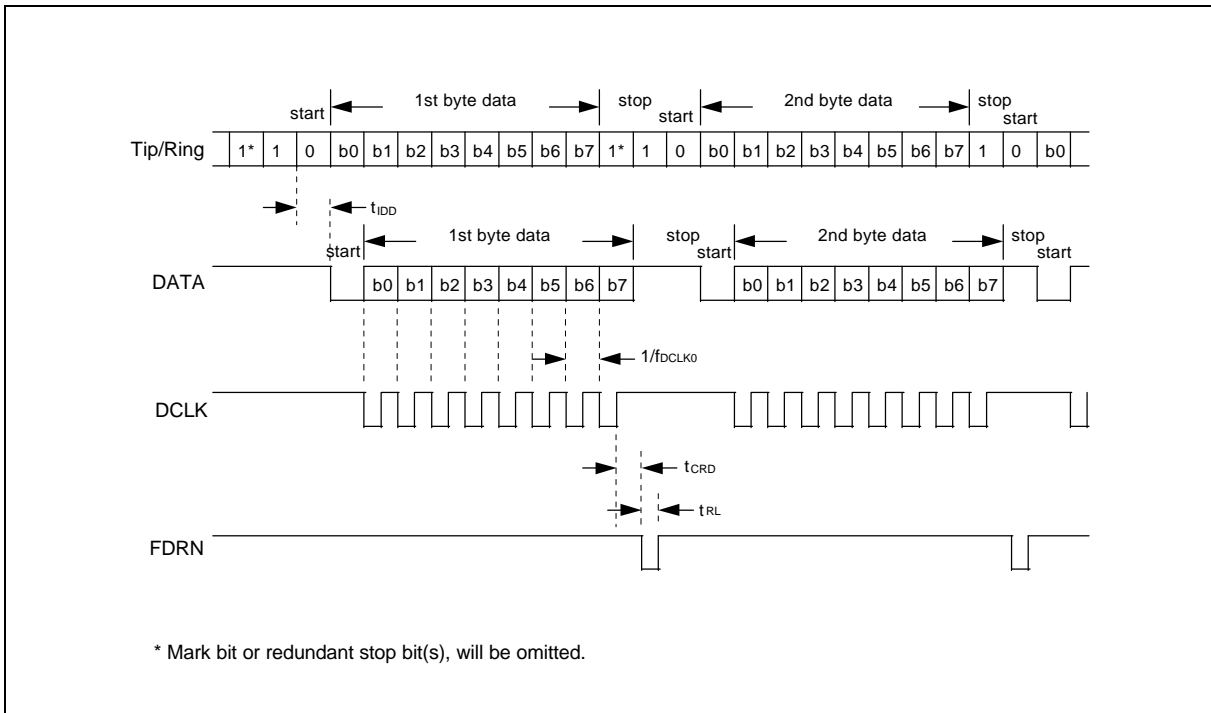 1st byte data stop 2nd byte data stop
start start start
Tip/Ring 1* 1 0 b0 b1 b2 b3 b4 b5 b6 b7 1* 1 0 b0 b1 b2 b3 b4 b5 b6 b7 1 0 b0
tIDD
1st byte data stop 2nd byte data stop
start start start
DATA b0 b1 b2 b3 b4 b5 b6 b7 b0 b1 b2 b3 b4 b5 b6 b7
1/fDCLK0
DCLK
tCRD
tRL
FDRN
* Mark bit or redundant stop bit(s), will be omitted.